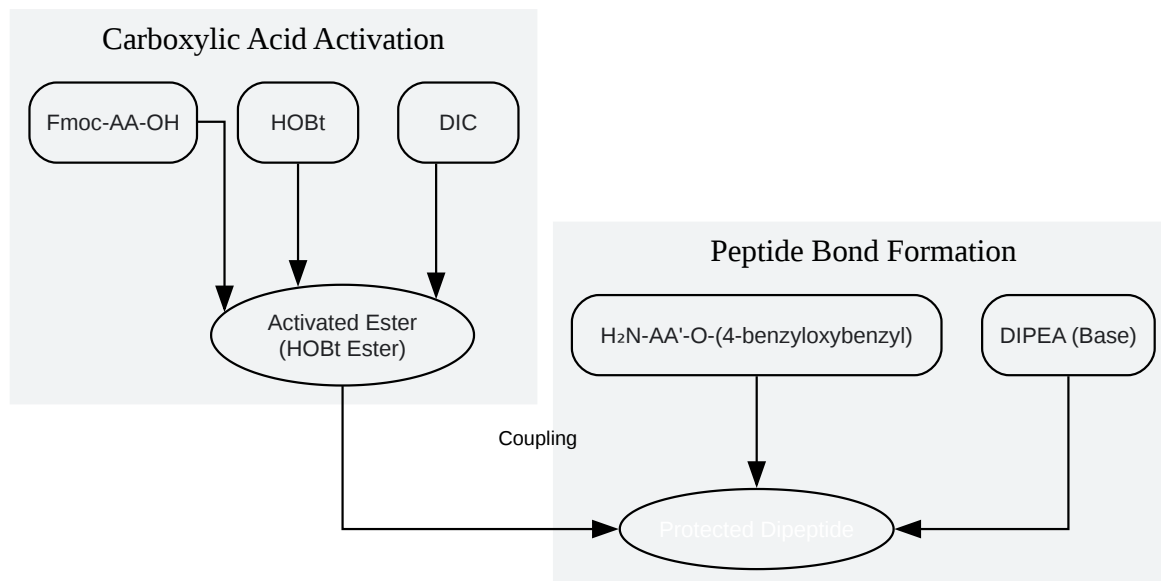 Carboxylic Acid Activation
Fmoc-AA-OH
HOBt
DIC
Activated Ester
(HOBt Ester)
Peptide Bond Formation
H₂N-AA'-O-(4-benzyloxybenzyl)
DIPEA (Base)
Coupling
Protected Dipeptide